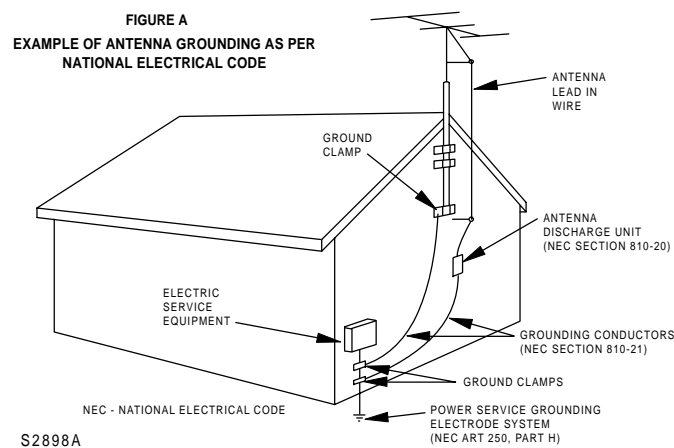 FIGURE A
EXAMPLE OF ANTENNA GROUNDING AS PER
NATIONAL ELECTRICAL CODE
ANTENNA
LEAD IN
WIRE
GROUND
CLAMP
ANTENNA
DISCHARGE UNIT
(NEC SECTION 810-20)
ELECTRIC
SERVICE
EQUIPMENT
GROUNDING CONDUCTORS
(NEC SECTION 810-21)
GROUND CLAMPS
NEC - NATIONAL ELECTRICAL CODE
POWER SERVICE GROUNDING
ELECTRODE SYSTEM
(NEC ART 250, PART H)
S2898A